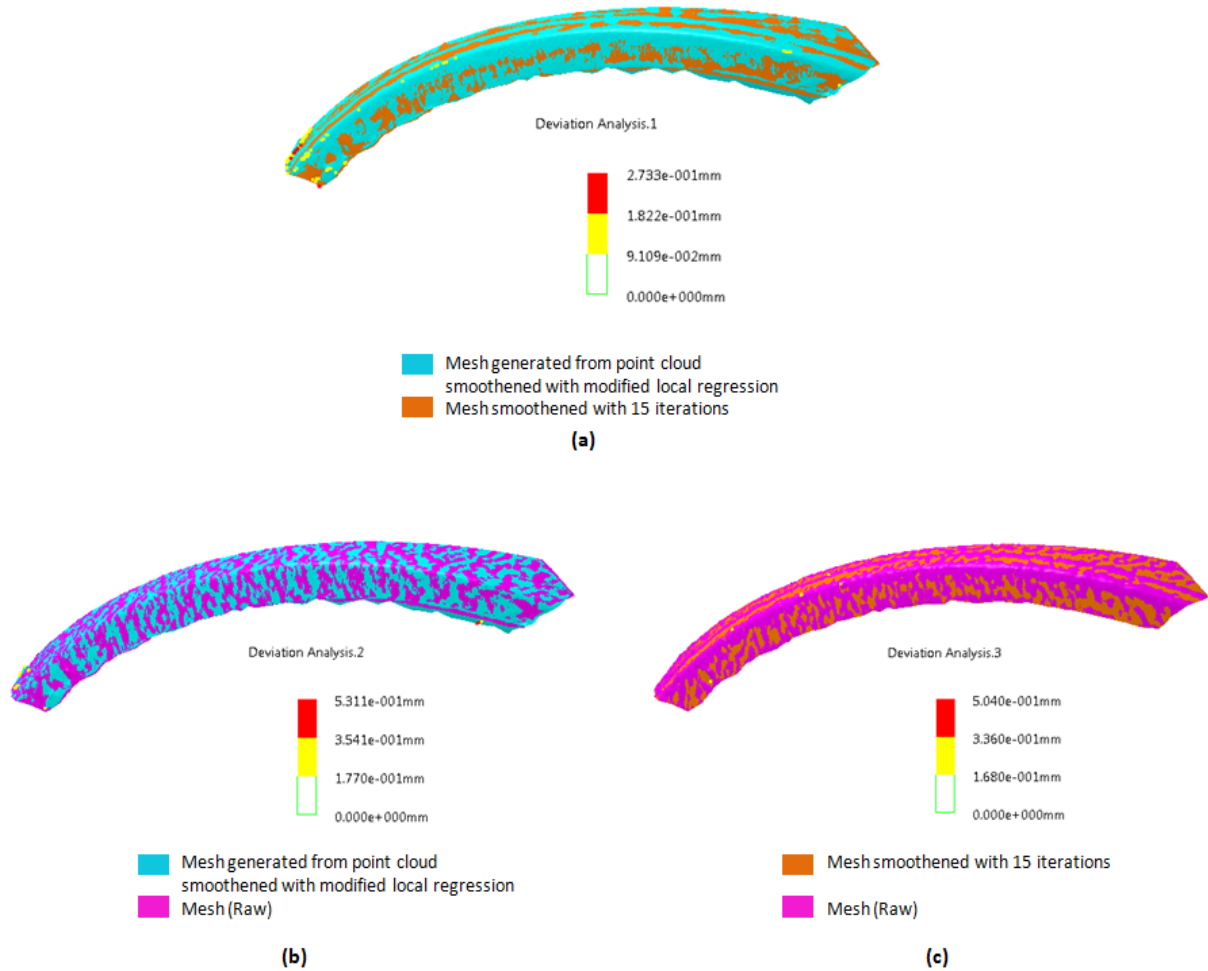 Deviation Analysis.1
2.733e-001mm
1.822e-001mm
9.109e-002mm
0.000e+000mm
Mesh generated from point cloud
smoothened with modified local regression
Mesh smoothened with 15 iterations
(a)
Deviation Analysis.2
5.311e-001mm
3.541e-001mm
1.770e-001mm
0.000e+000mm
Mesh generated from point cloud
smoothened with modified local regression
Mesh (Raw)
(b)
Deviation Analysis.3
5.040e-001mm
3.360e-001mm
1.680e-001mm
0.000e+000mm
Mesh smoothened with 15 iterations
Mesh (Raw)
(c)